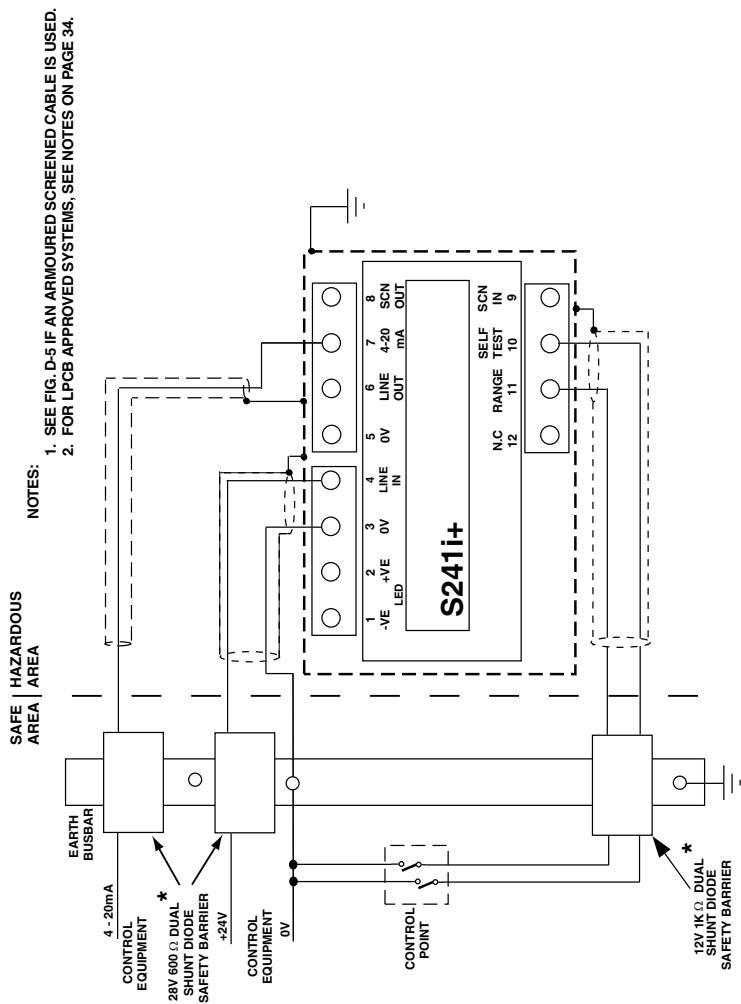 NOTES:
1. SEE FIG. D-5 IF AN ARMOURED SCREENED CABLE IS USED.
2. FOR LPCB APPROVED SYSTEMS, SEE NOTES ON PAGE 34.
SAFE
AREA
HAZARDOUS
AREA
EARTH
BUSBAR
4 - 20mA
CONTROL
EQUIPMENT
*
28V 600 Ω DUAL
SHUNT DIODE
SAFETY BARRIER
+24V
CONTROL
EQUIPMENT
0V
CONTROL
POINT
*
12V 1K Ω DUAL
SHUNT DIODE
SAFETY BARRIER
1
-VE
2
+VE
LED
3
0V
4
LINE
IN
5
0V
6
LINE
OUT
7
4-20
mA
8
SCN
OUT
S241i+
N.C
12
RANGE
11
SELF
TEST
10
SCN
IN
9